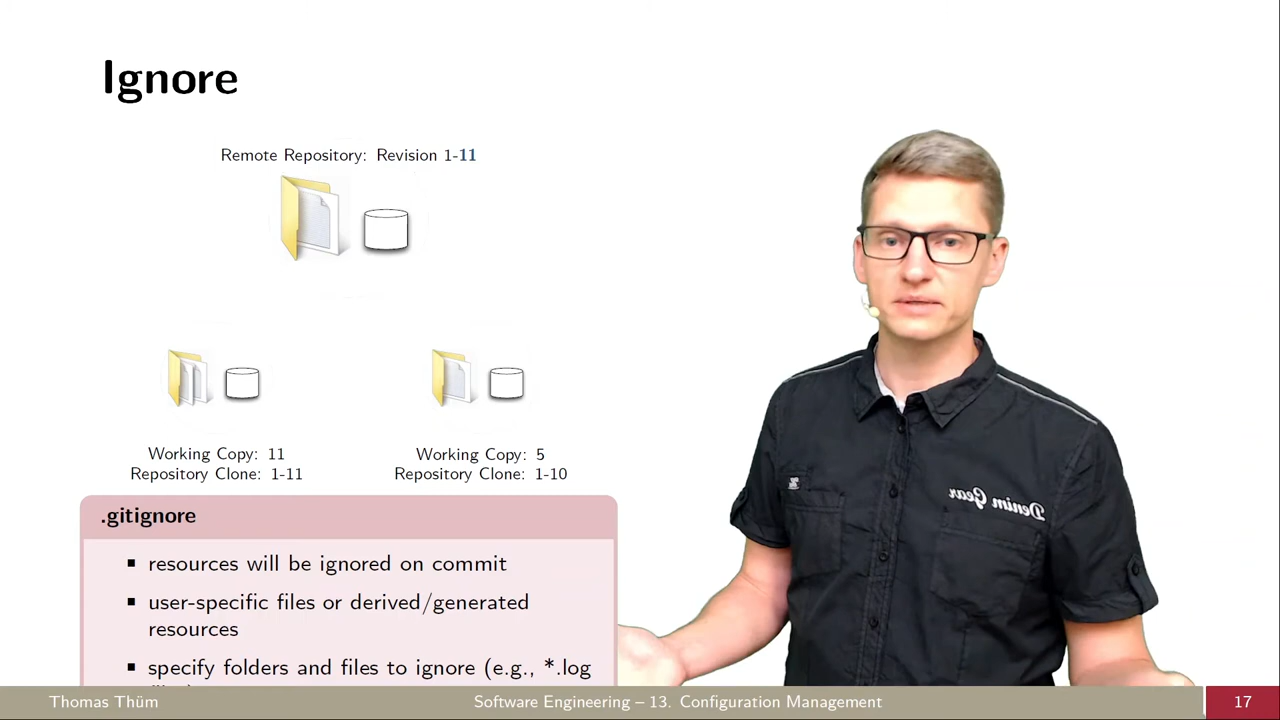 Ignore
Remote Repository: Revision 1-11
Working Copy: 11
Repository Clone: 1-11
Working Copy: 5
Repository Clone: 1-10
.gitignore
▪ resources will be ignored on commit
▪ user-specific files or derived/generated
resources
▪ specify folders and files to ignore (e.g., *.log
Denim Gear
Thomas Thüm
Software Engineering – 13. Configuration Management
17